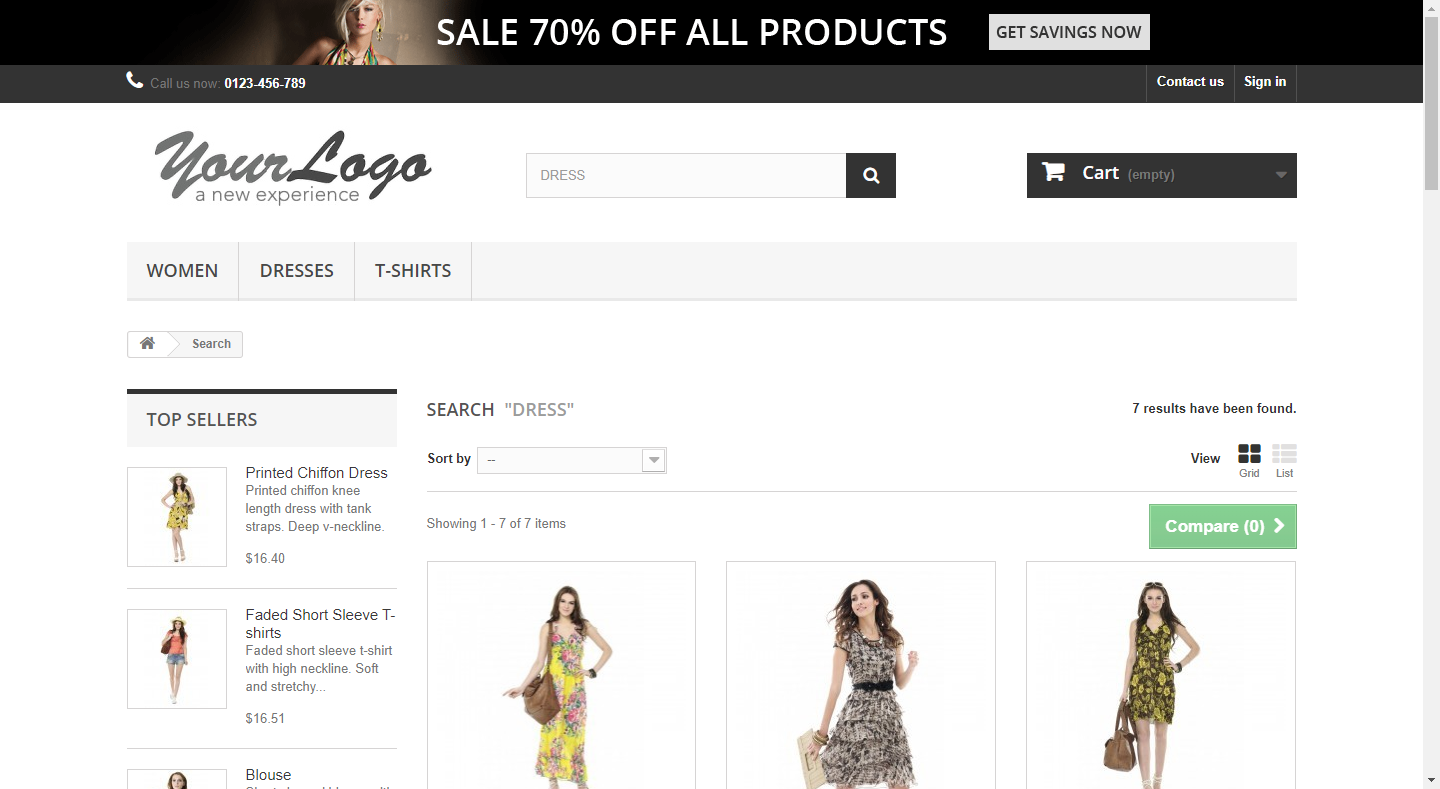 SALE 70% OFF ALL PRODUCTS GET SAVINGS NOW
Call us now: 0123-456-789 Contact us Sign in
YourLogo
a new experience
DRESS
Cart (empty)
WOMEN DRESSES T-SHIRTS
Search
TOP SELLERS
Printed Chiffon Dress
Printed chiffon knee
length dress with tank
straps. Deep v-neckline.
$16.40
Faded Short Sleeve T-
shirts
Faded short sleeve t-shirt
with high neckline. Soft
and stretchy...
$16.51
Blouse
SEARCH "DRESS" 7 results have been found.
Sort by -- View Grid List
Showing 1 - 7 of 7 items Compare (0)